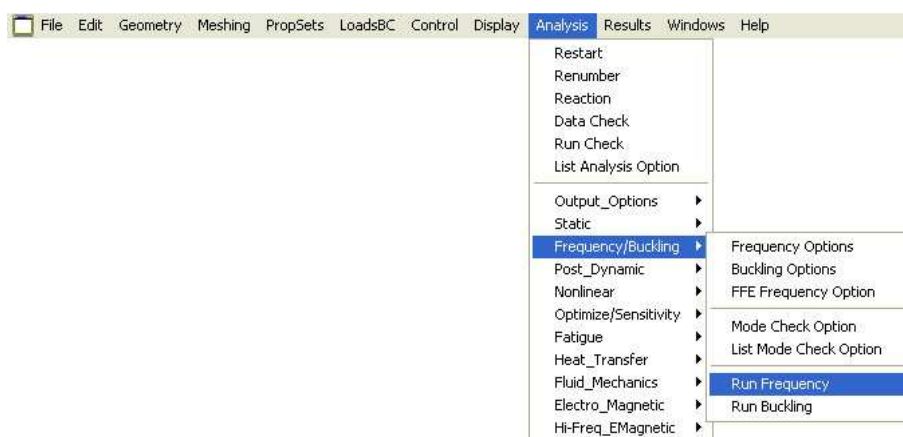 File Edit Geometry Meshing PropSets LoadsBC Control Display Analysis Results Windows Help
Restart
Renumber
Reaction
Data Check
Run Check
List Analysis Option
Output_Options
Static
Frequency/Buckling
Post_Dynamic
Nonlinear
Optimize/Sensitivity
Fatigue
Heat_Transfer
Fluid_Mechanics
Electro_Magnetic
Hi-Freq_EMagnetic
Frequency Options
Buckling Options
FFE Frequency Option
Mode Check Option
List Mode Check Option
Run Frequency
Run Buckling